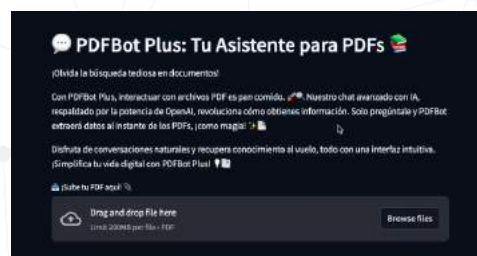 💬 PDFBot Plus: Tu Asistente para PDFs 📚
¡Olvida la búsqueda tediosa en documentos!
Con PDFBot Plus, interactuar con archivos PDF es pan comido. Nuestro chat avanzado con IA,
respaldado por la potencia de OpenAI, revoluciona cómo obtienes información. Solo pregúntale y PDFBot
extraerá datos al instante de los PDFs, ¡como magia!
Disfruta de conversaciones naturales y recupera conocimiento al vuelo, todo con una interfaz intuitiva.
¡Simplifica tu vida digital con PDFBot Plus!
¡Sube tu PDF aquí!
Drag and drop file here
Limit 200MB per file • PDF
Browse files